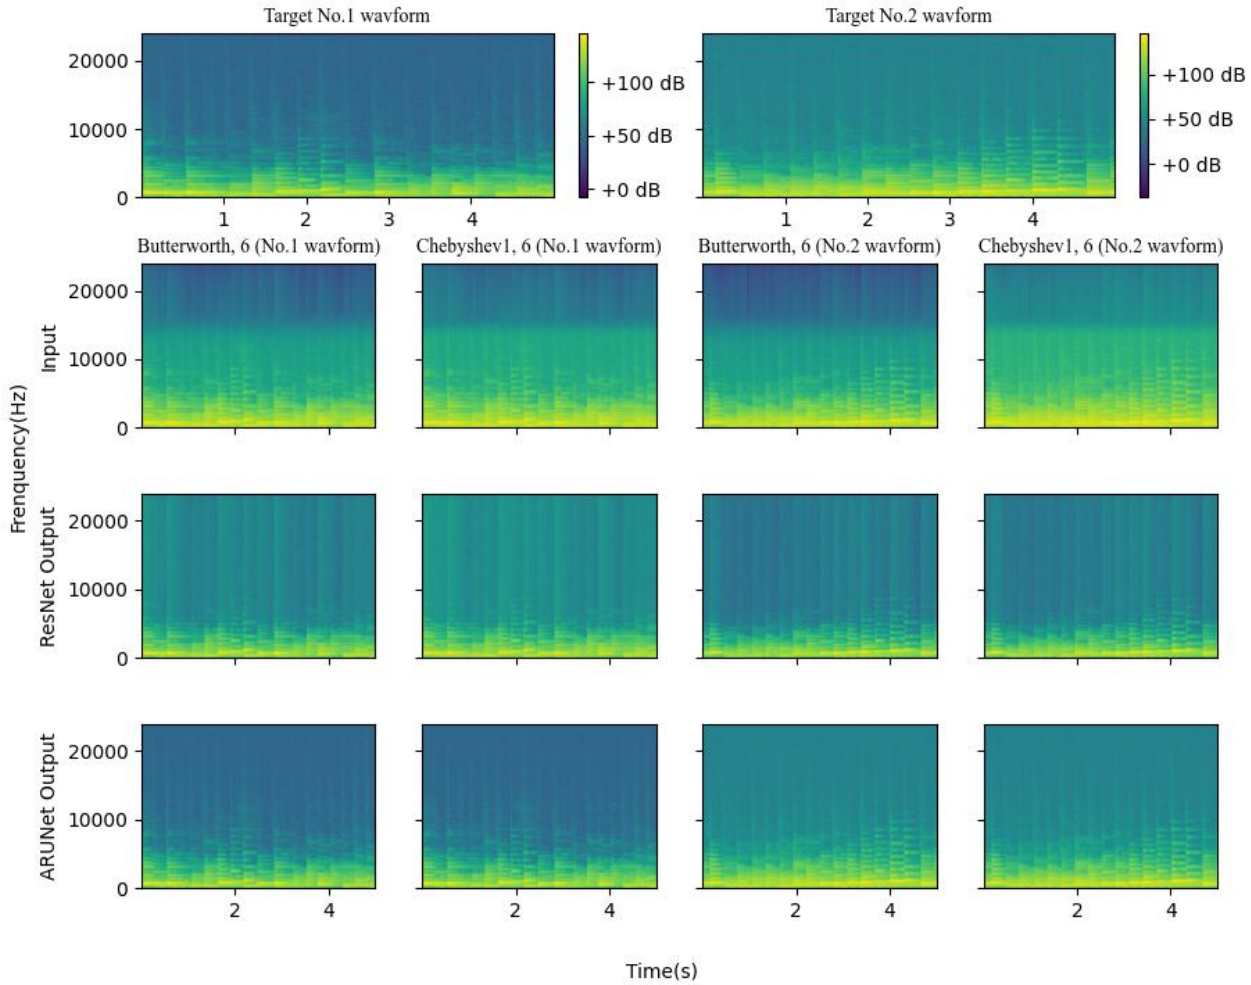 Target No.1 wavform
Target No.2 wavform
20000
10000
0
+100 dB
+50 dB
+0 dB
+100 dB
+50 dB
+0 dB
1 2 3 4
1 2 3 4
Butterworth, 6 (No.1 wavform)
Chebyshev1, 6 (No.1 wavform)
Butterworth, 6 (No.2 wavform)
Chebyshev1, 6 (No.2 wavform)
Frenquency(Hz)
Input
20000
10000
0
ResNet Output
20000
10000
0
ARUNet Output
20000
10000
0
2 4
2 4
2 4
2 4
Time(s)